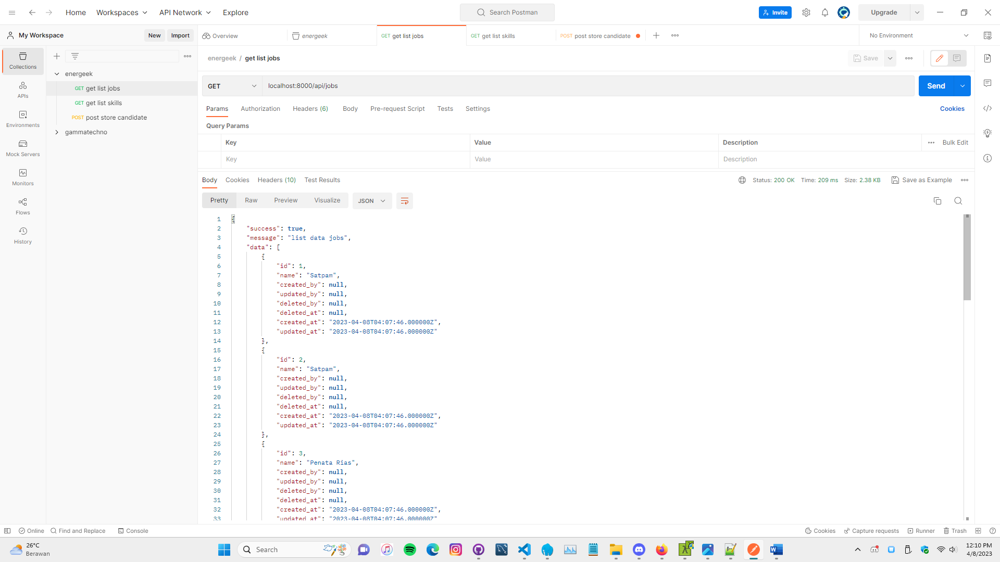 Home Workspaces API Network Explore Search Postman Invite Upgrade
My Workspace New Import Overview energeek GET get list jobs GET get list skills POST post store candidate No Environment
Collections
APIs
Environments
Mock Servers
Monitors
Flows
History
energeek
GET get list jobs
GET get list skills
POST post store candidate
gammatechno
energeek / get list jobs Save
GET localhost:8000/api/jobs Send
Params Authorization Headers (6) Body Pre-request Script Tests Settings Cookies
Query Params
Key Value Description Bulk Edit
Key Value Description
Body Cookies Headers (10) Test Results Status: 200 OK Time: 209 ms Size: 2.38 KB Save as Example
Pretty Raw Preview Visualize JSON
1 {
2 "success": true,
3 "message": "list data jobs",
4 "data": [
5 {
6 "id": 1,
7 "name": "Satpam",
8 "created_by": null,
9 "updated_by": null,
10 "deleted_by": null,
11 "deleted_at": null,
12 "created_at": "2023-04-08T04:07:46.000000Z",
13 "updated_at": "2023-04-08T04:07:46.000000Z"
14 },
15 {
16 "id": 2,
17 "name": "Satpam",
18 "created_by": null,
19 "updated_by": null,
20 "deleted_by": null,
21 "deleted_at": null,
22 "created_at": "2023-04-08T04:07:46.000000Z",
23 "updated_at": "2023-04-08T04:07:46.000000Z"
24 },
25 {
26 "id": 3,
27 "name": "Penata Rias",
28 "created_by": null,
29 "updated_by": null,
30 "deleted_by": null,
31 "deleted_at": null,
32 "created_at": "2023-04-08T04:07:46.000000Z",
33 "updated_at": "2023-04-08T04:07:46.000000Z"
Online Find and Replace Console Cookies Capture requests Runner Trash
26°C
Berawan
Search
12:10 PM
4/8/2023